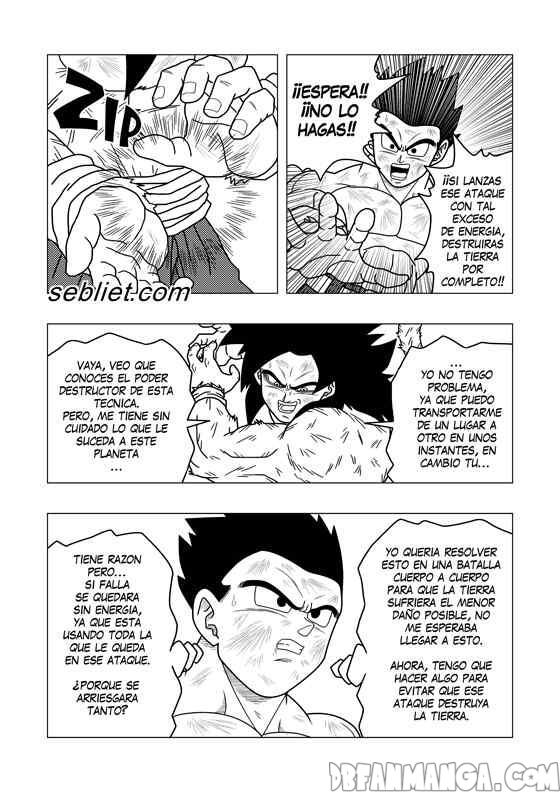 ZIP
sebliet.com
¡¡ESPERA!!
¡¡NO LO
HAGAS!!
¡¡SI LANZAS
ESE ATAQUE
CON TAL
EXCESO
DE ENERGIA,
DESTRUIRAS
LA TIERRA
POR
COMPLETO!!
VAYA, VEO QUE
CONOCES EL PODER
DESTRUCTOR DE ESTA
TECNICA.
PERO, ME TIENE SIN
CUIDADO LO QUE LE
SUCEDA A ESTE
PLANETA
...
...
YO NO TENGO
PROBLEMA,
YA QUE PUEDO
TRANSPORTARME
DE UN LUGAR A
OTRO EN UNOS
INSTANTES, EN
CAMBIO TU...
TIENE RAZON
PERO...
SI FALLA
SE QUEDARA
SIN ENERGIA,
YA QUE ESTA
USANDO TODA LA
QUE LE QUEDA
EN ESE ATAQUE.
¿PORQUE SE
ARRIESGARA
TANTO?
YO QUERIA RESOLVER
ESTO EN UNA BATALLA
CUERPO A CUERPO
PARA QUE LA TIERRA
SUFRIERA EL MENOR
DAÑO POSIBLE, NO
ME ESPERABA
LLEGAR A ESTO.
AHORA, TENGO QUE
HACER ALGO PARA
EVITAR QUE ESE
ATAQUE DESTRUYA
LA TIERRA.
DBFANMANGA.COM